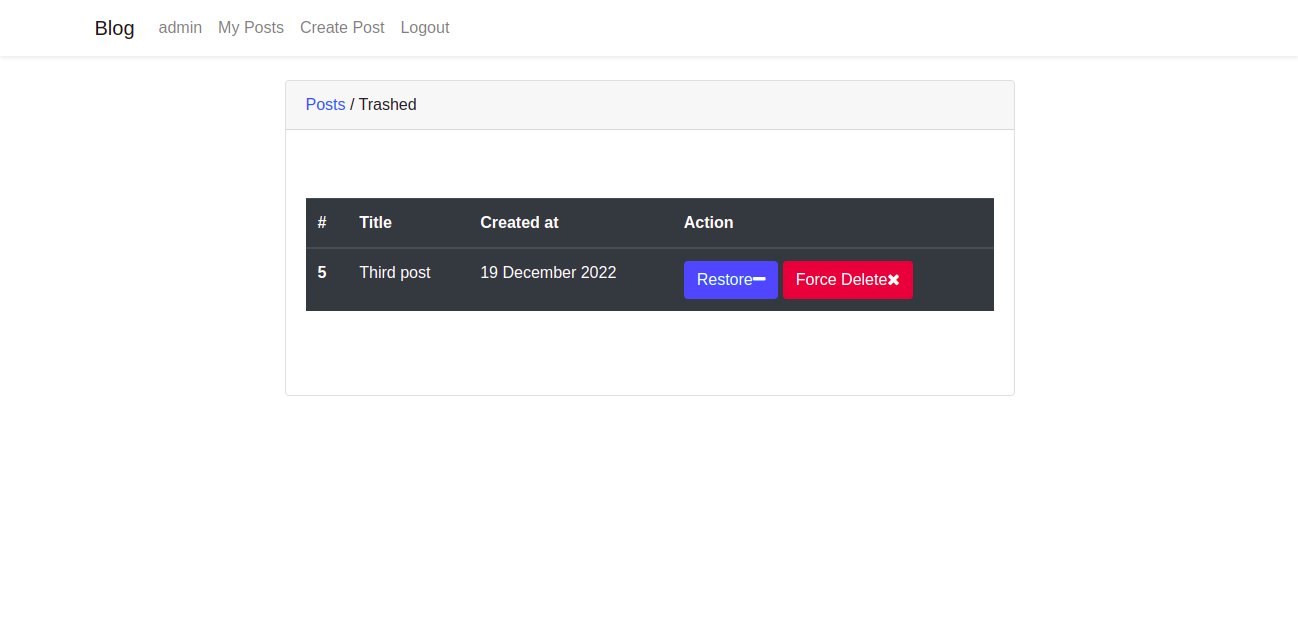 Blog admin My Posts Create Post Logout
Posts / Trashed
# Title Created at Action
5 Third post 19 December 2022 Restore Force Delete